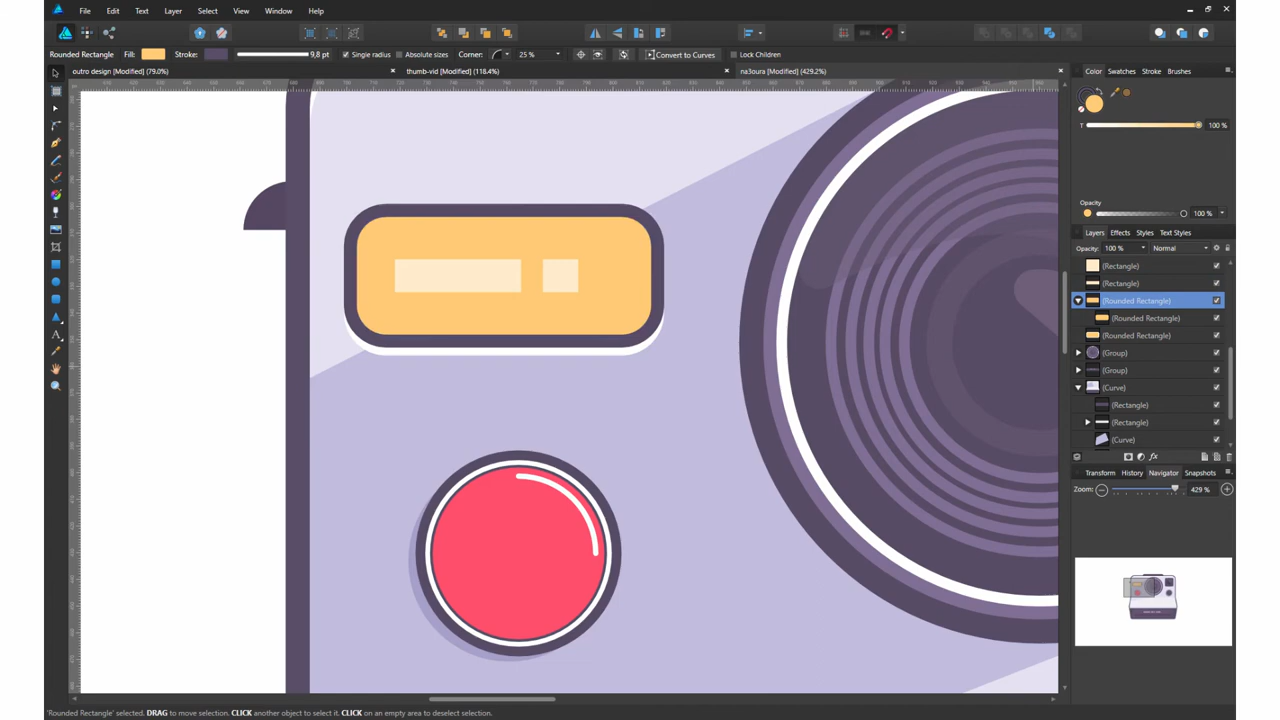 File Edit Text Layer Select View Window Help
Rounded Rectangle Fill: Stroke: 9,8 pt Single radius Absolute sizes Corner: 25 % Convert to Curves Lock Children
outro design [Modified] (79.0%) thumb-vid [Modified] (118.4%) na3oura [Modified] (429.2%)
Color Swatches Stroke Brushes
T 100 %
Opacity
100 %
Layers Effects Styles Text Styles
Opacity: 100 % Normal
(Rectangle)
(Rectangle)
(Rounded Rectangle)
(Rounded Rectangle)
(Rounded Rectangle)
(Group)
(Group)
(Curve)
(Rectangle)
(Rectangle)
(Curve)
fx
Transform History Navigator Snapshots
Zoom: 429 %
'Rounded Rectangle' selected. DRAG to move selection. CLICK another object to select it. CLICK on an empty area to deselect selection.